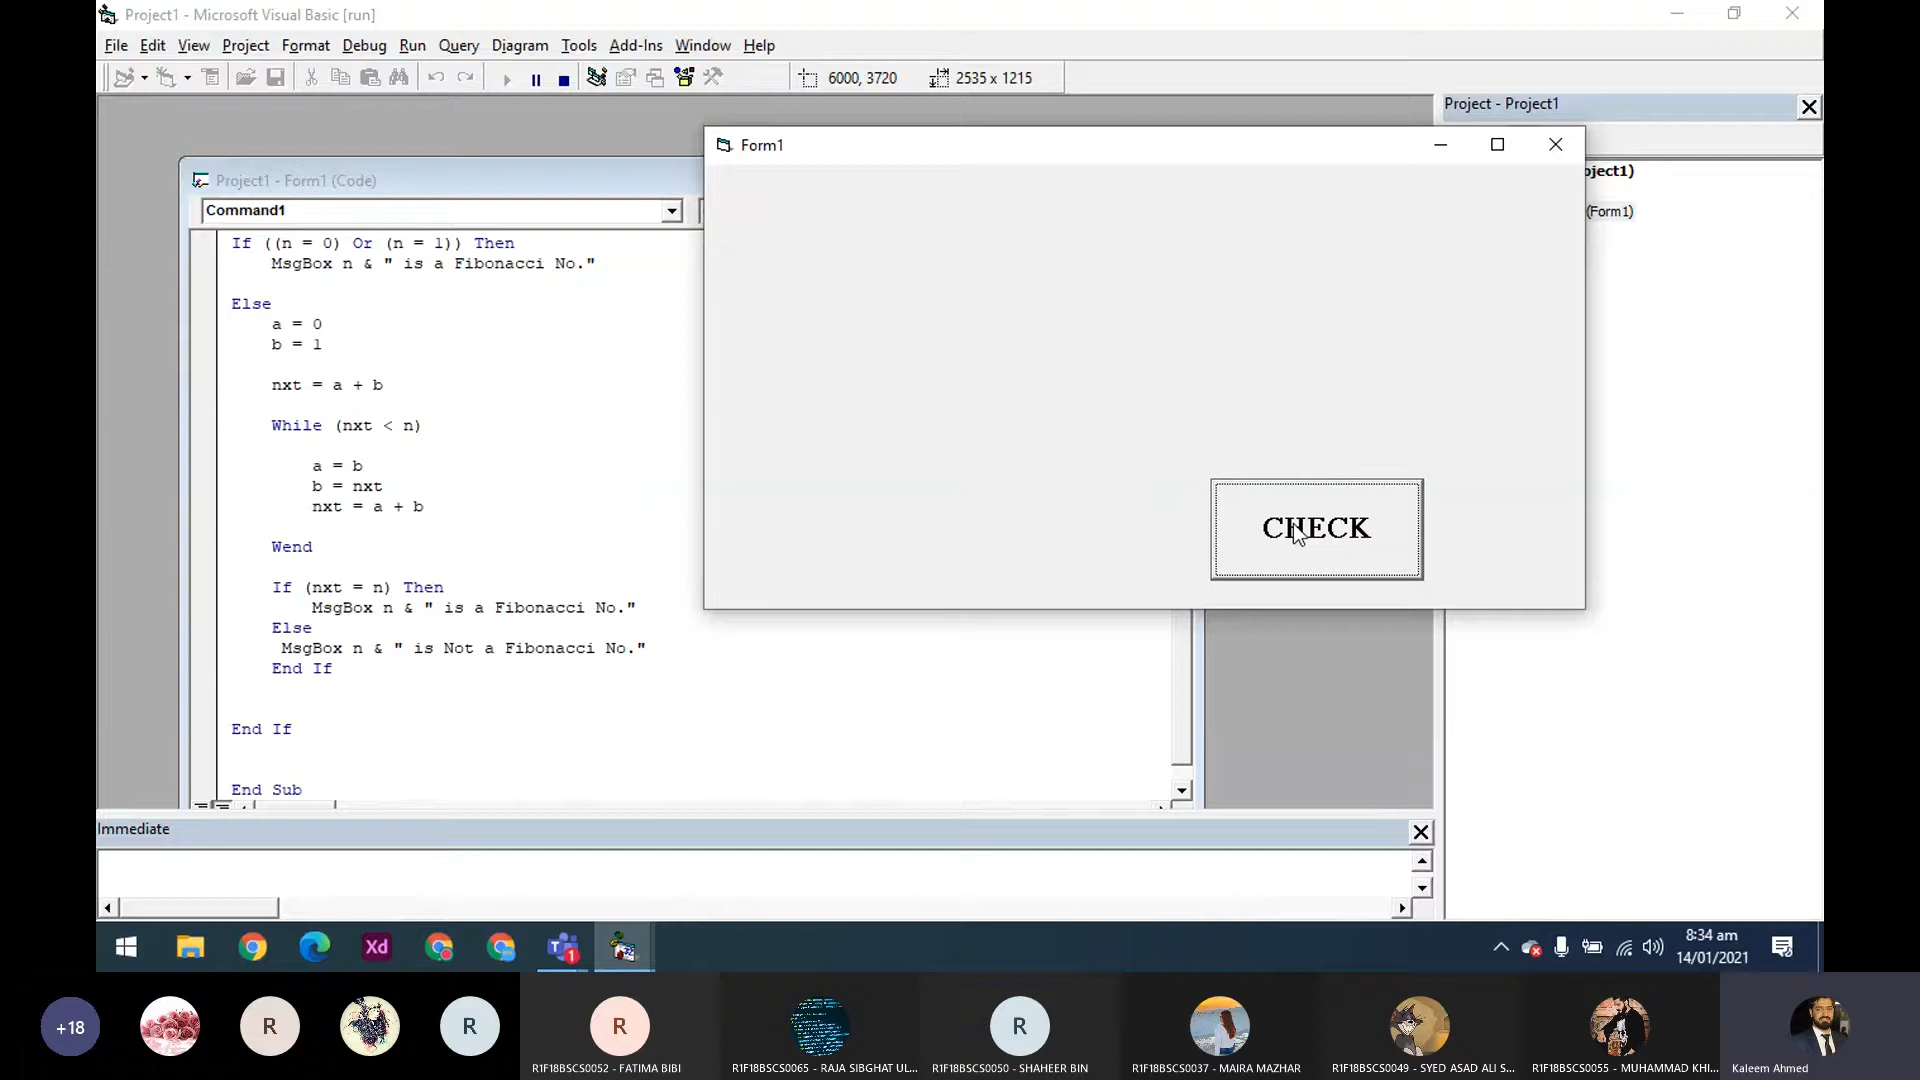 Project1 - Microsoft Visual Basic [run]
File Edit View Project Format Debug Run Query Diagram Tools Add-Ins Window Help
6000, 3720
2535 x 1215
Project - Project1
Form1
oject1)
(Form1)
Project1 - Form1 (Code)
Command1
If ((n = 0) Or (n = 1)) Then
MsgBox n & " is a Fibonacci No."
Else
a = 0
b = 1
nxt = a + b
While (nxt < n)
a = b
b = nxt
nxt = a + b
Wend
If (nxt = n) Then
MsgBox n & " is a Fibonacci No."
Else
MsgBox n & " is Not a Fibonacci No."
End If
End If
End Sub
CHECK
Immediate
Xd
1
8:34 am
14/01/2021
+18
R
R
R
R
R1F18BSCS0052 - FATIMA BIBI
R1F18BSCS0065 - RAJA SIBGHAT UL...
R1F18BSCS0050 - SHAHEER BIN
R1F18BSCS0037 - MAIRA MAZHAR
R1F18BSCS0049 - SYED ASAD ALI S...
R1F18BSCS0055 - MUHAMMAD KHI...
Kaleem Ahmed